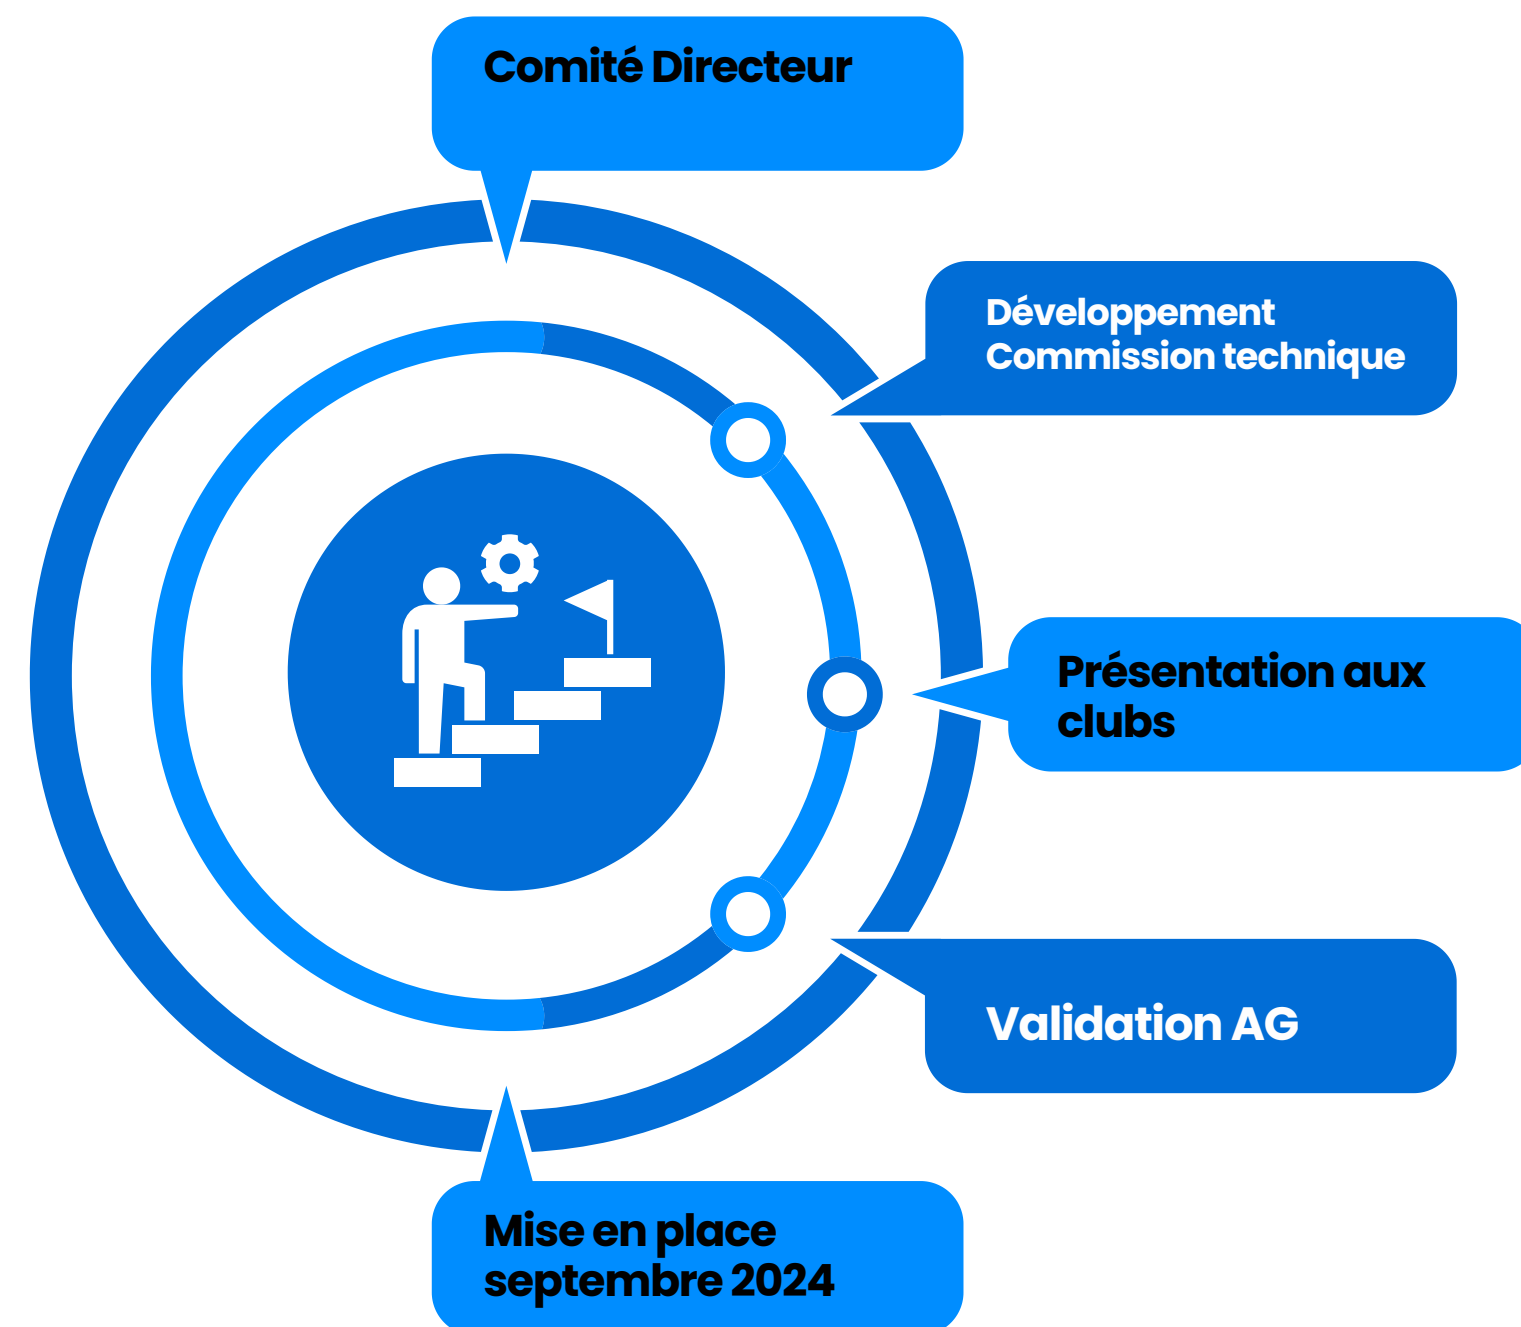 Comité Directeur
Développement
Commission technique
Présentation aux
clubs
Validation AG
Mise en place
septembre 2024